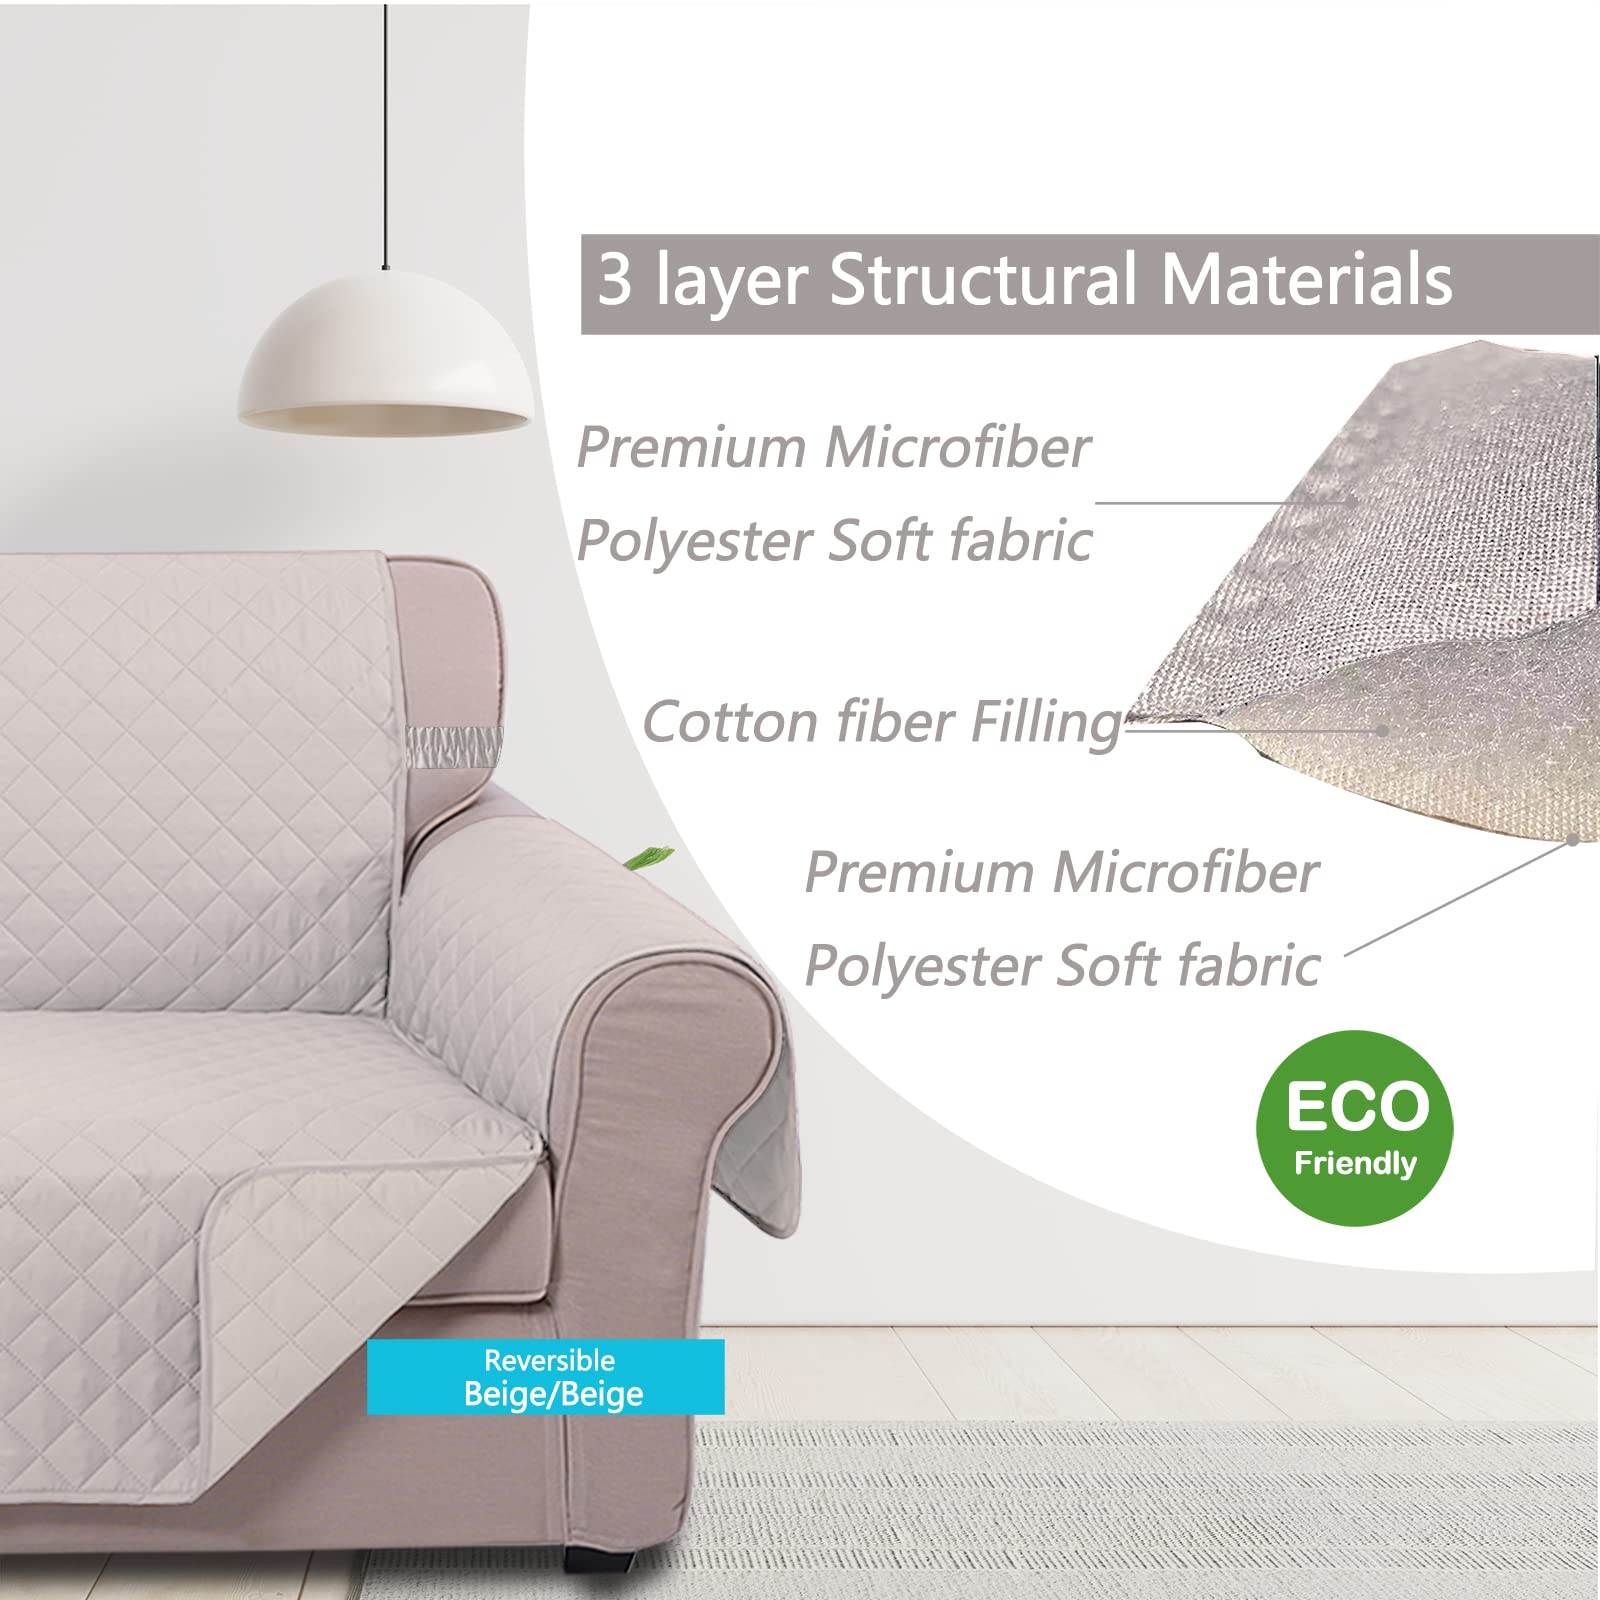 3 layer Structural Materials
Premium Microfiber
Polyester Soft fabric
Cotton fiber Filling
Premium Microfiber
Polyester Soft fabric
ECO
Friendly
Reversible
Beige/Beige